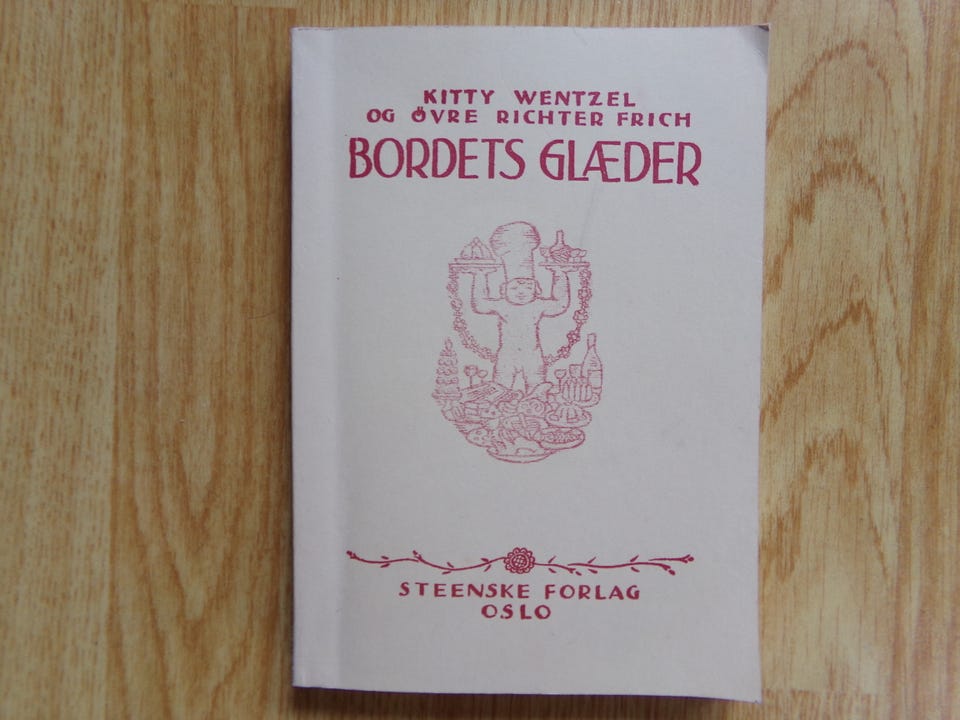 KITTY WENTZEL
OG ÖVRE RICHTER FRICH
BORDETS GLÆDER
STEENSKE FORLAG
OSLO